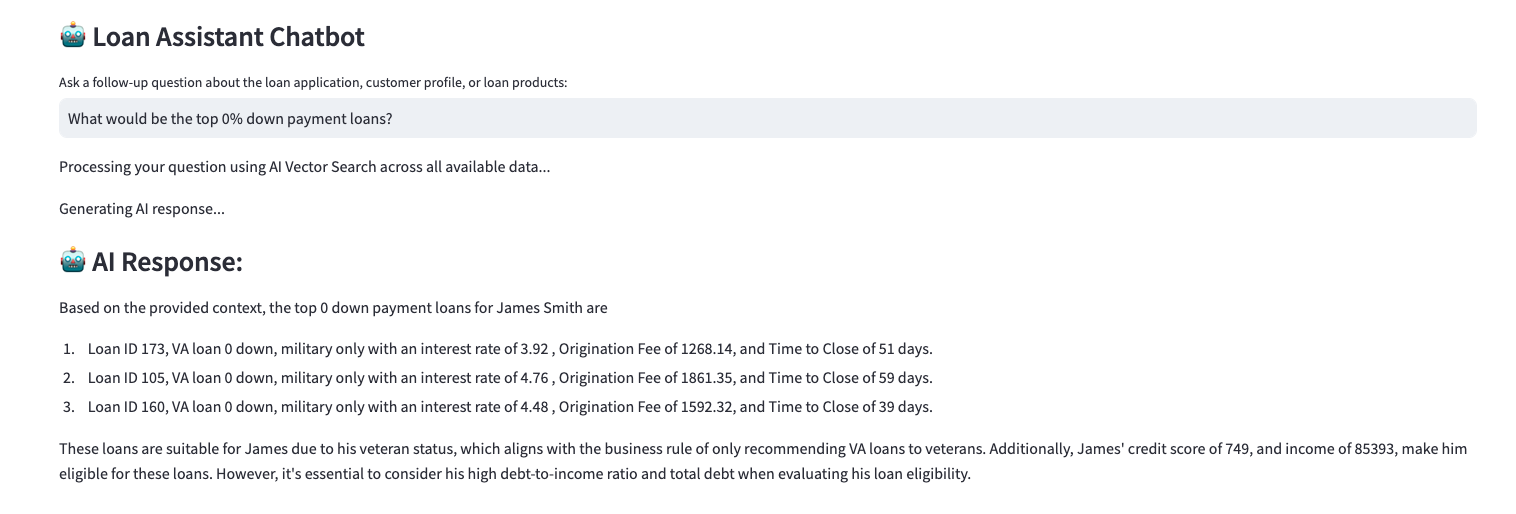 🤖 Loan Assistant Chatbot
Ask a follow-up question about the loan application, customer profile, or loan products:
What would be the top 0% down payment loans?
Processing your question using AI Vector Search across all available data...
Generating AI response...
🤖 AI Response:
Based on the provided context, the top 0 down payment loans for James Smith are
1. Loan ID 173, VA loan 0 down, military only with an interest rate of 3.92 , Origination Fee of 1268.14, and Time to Close of 51 days.
2. Loan ID 105, VA loan 0 down, military only with an interest rate of 4.76 , Origination Fee of 1861.35, and Time to Close of 59 days.
3. Loan ID 160, VA loan 0 down, military only with an interest rate of 4.48 , Origination Fee of 1592.32, and Time to Close of 39 days.
These loans are suitable for James due to his veteran status, which aligns with the business rule of only recommending VA loans to veterans. Additionally, James' credit score of 749, and income of 85393, make him
eligible for these loans. However, it's essential to consider his high debt-to-income ratio and total debt when evaluating his loan eligibility.